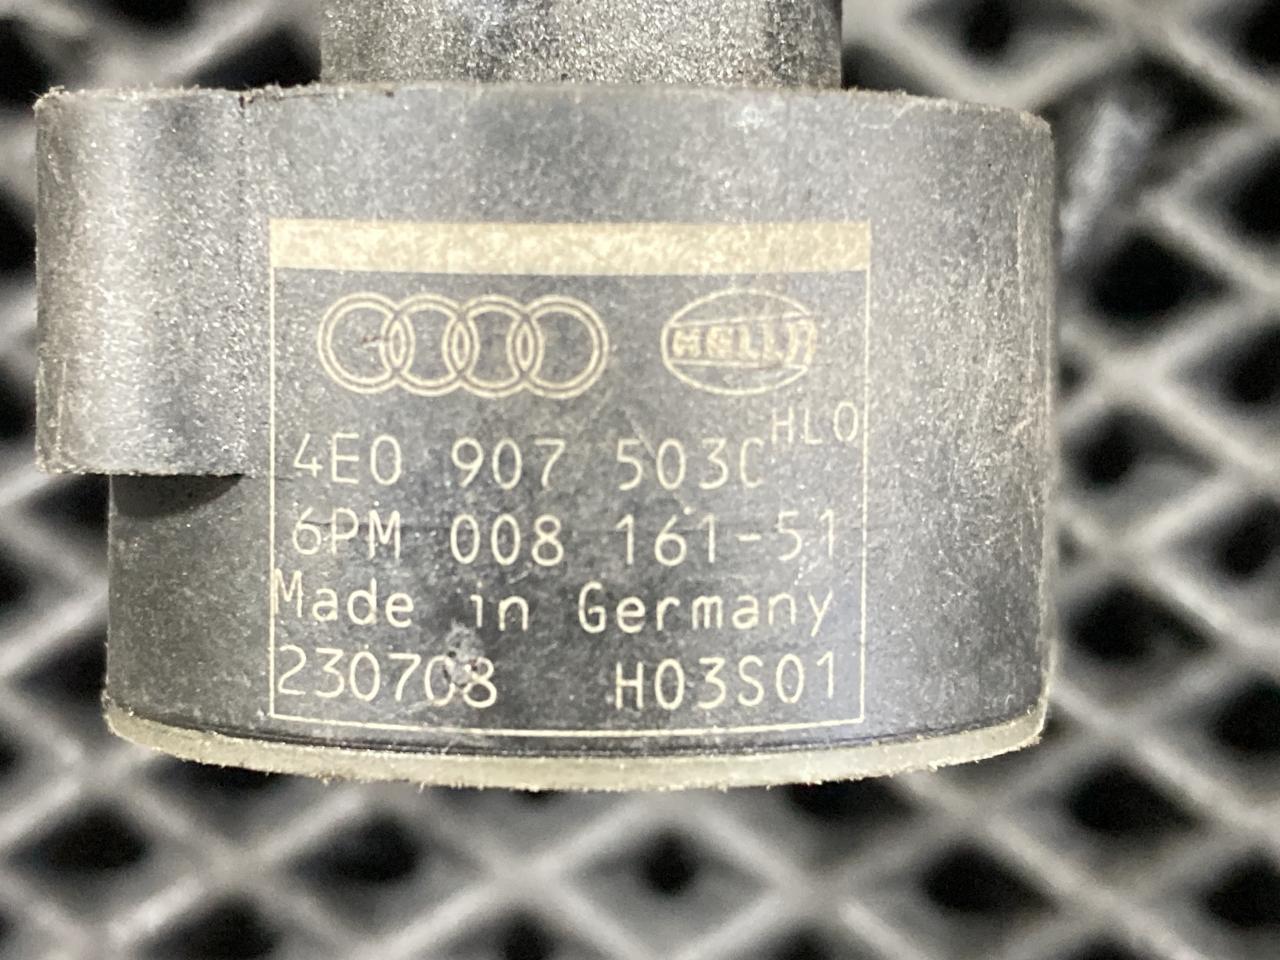 HELLA
HLO
4E0 907 503C
6PM 008 161-51
Made in Germany
230708 H03S01